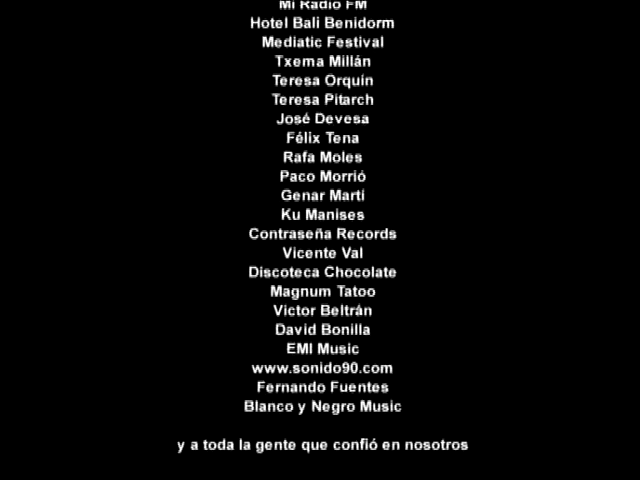 Mi Radio FM
Hotel Bali Benidorm
Mediatic Festival
Txema Millán
Teresa Orquín
Teresa Pitarch
José Devesa
Félix Tena
Rafa Moles
Paco Morrió
Genar Martí
Ku Manises
Contraseña Records
Vicente Val
Discoteca Chocolate
Magnum Tatoo
Victor Beltrán
David Bonilla
EMI Music
www.sonido90.com
Fernando Fuentes
Blanco y Negro Music
y a toda la gente que confió en nosotros